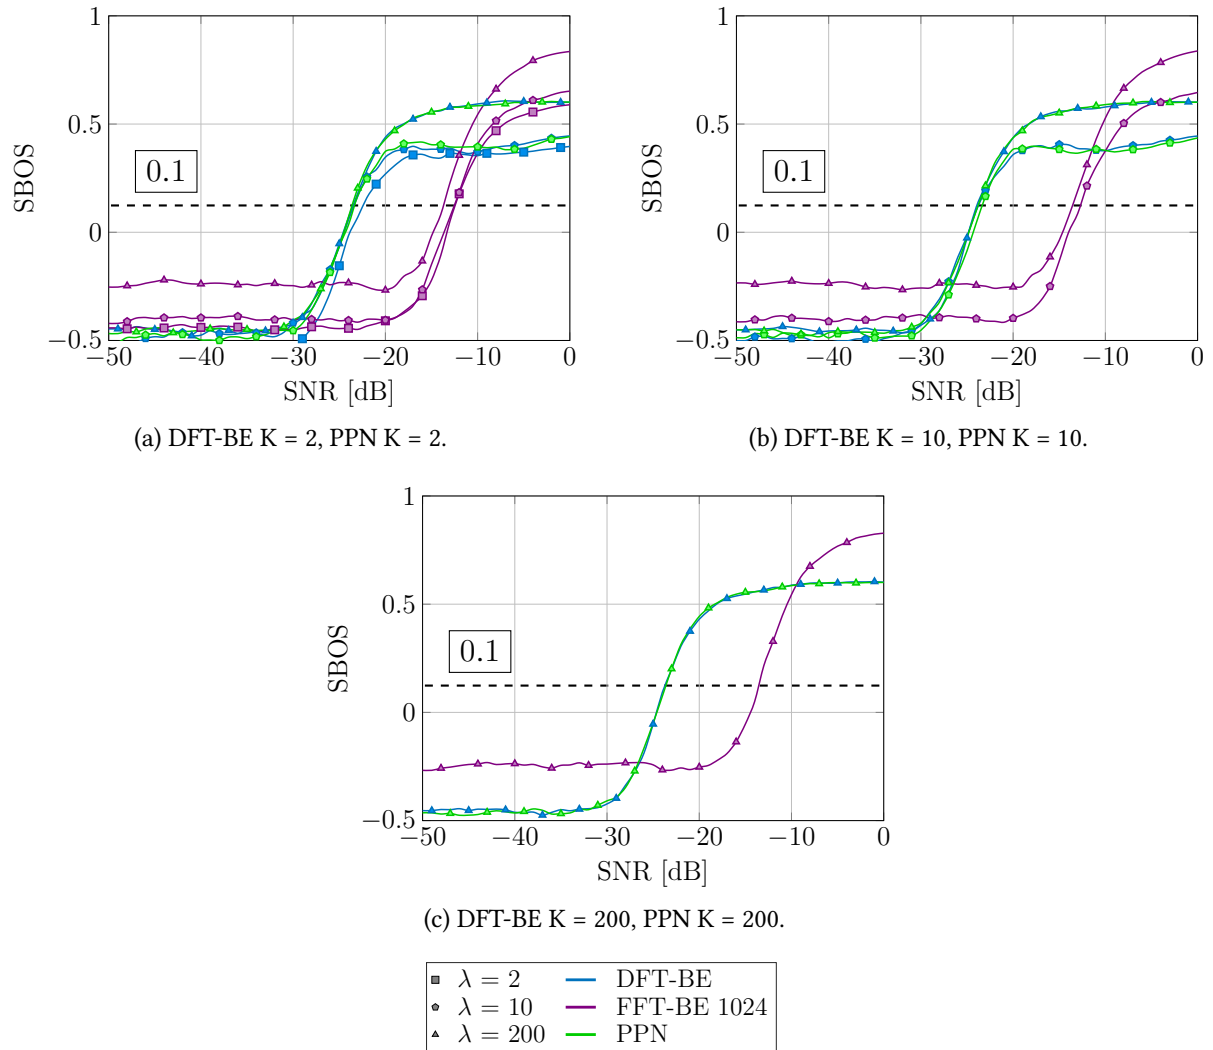 1
0.5
0
−0.5
SBOS
0.1
−50
−40
−30
−20
−10
0
SNR [dB]
(a) DFT-BE K = 2, PPN K = 2.
1
0.5
0
−0.5
SBOS
0.1
−50
−40
−30
−20
−10
0
SNR [dB]
(b) DFT-BE K = 10, PPN K = 10.
1
0.5
0
−0.5
SBOS
0.1
−50
−40
−30
−20
−10
0
SNR [dB]
(c) DFT-BE K = 200, PPN K = 200.
λ = 2 DFT-BE
λ = 10 FFT-BE 1024
λ = 200 PPN